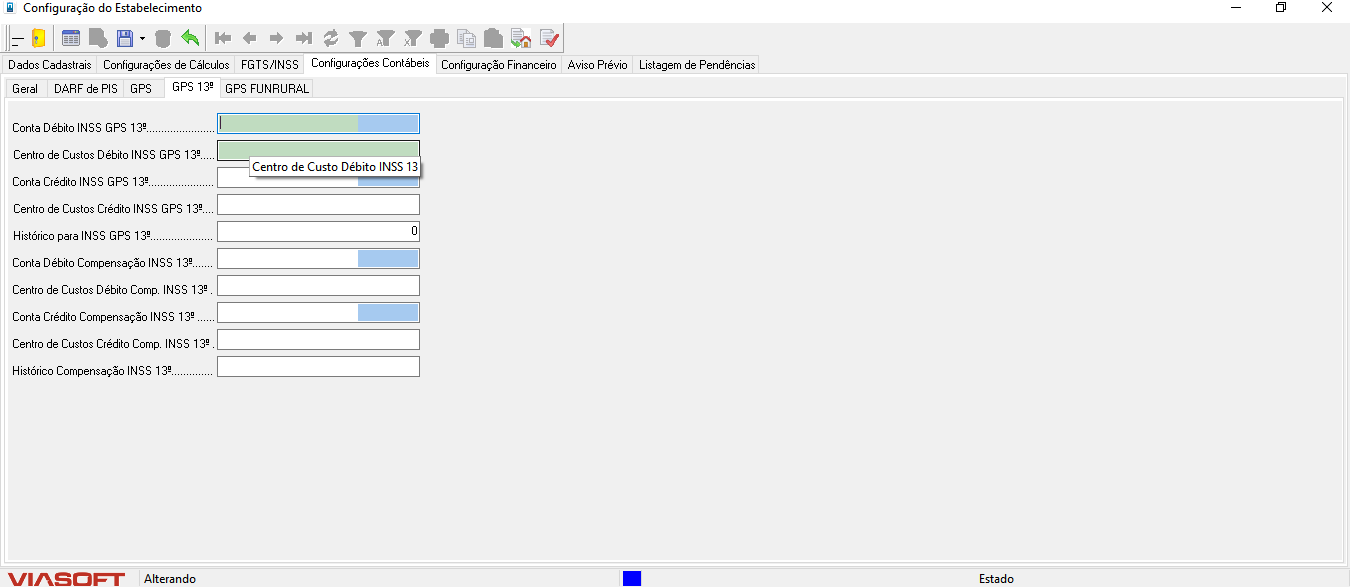 Configuração do Estabelecimento
Dados Cadastrais Configurações de Cálculos FGTS/INSS Configurações Contábeis Configuração Financeiro Aviso Prévio Listagem de Pendências
Geral DARF de PIS GPS GPS 13º GPS FUNRURAL
Conta Débito INSS GPS 13º......................
Centro de Custos Débito INSS GPS 13º.....
Centro de Custo Débito INSS 13
Conta Crédito INSS GPS 13º.....................
Centro de Custos Crédito INSS GPS 13º....
Histórico para INSS GPS 13º..................... 0
Conta Débito Compensação INSS 13º.......
Centro de Custos Débito Comp. INSS 13º .
Conta Crédito Compensação INSS 13º ......
Centro de Custos Crédito Comp. INSS 13º .
Histórico Compensação INSS 13º..............
VIASOFT Alterando Estado